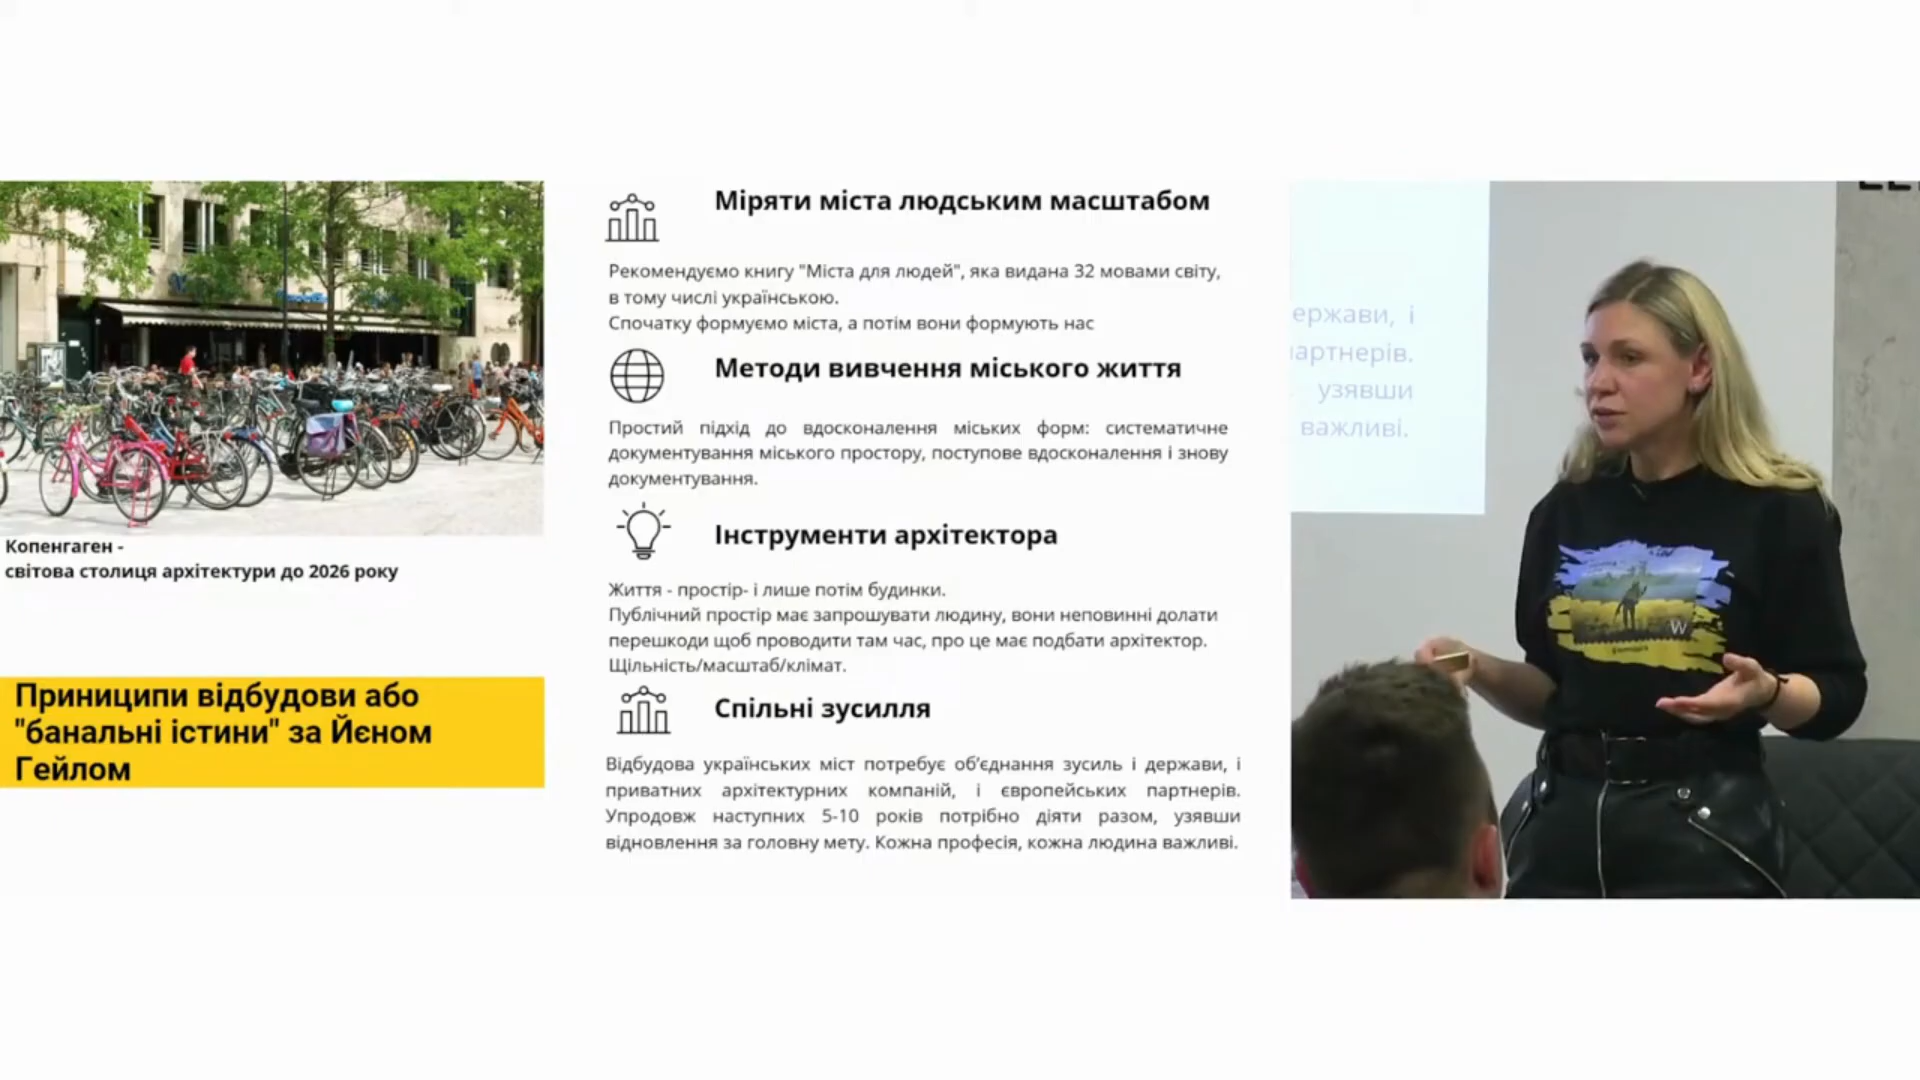 Копенгаген -
світова столиця архітектури до 2026 року
Приниципи відбудови або
"банальні істини" за Йєном
Гейлом
Міряти міста людським масштабом
Рекомендуємо книгу "Міста для людей", яка видана 32 мовами світу,
в тому числі українською.
Спочатку формуємо міста, а потім вони формують нас
Методи вивчення міського життя
Простий підхід до вдосконалення міських форм: систематичне
документування міського простору, поступове вдосконалення і знову
документування.
Інструменти архітектора
Життя - простір- і лише потім будинки.
Публічний простір має запрошувати людину, вони неповинні долати
перешкоди щоб проводити там час, про це має подбати архітектор.
Щільність/масштаб/клімат.
Спільні зусилля
Відбудова українських міст потребує об’єднання зусиль і держави, і
приватних архітектурних компаній, і європейських партнерів.
Упродовж наступних 5-10 років потрібно діяти разом, узявши
відновлення за головну мету. Кожна професія, кожна людина важливі.
ержави, і
артнерів.
узявши
важливі.
W